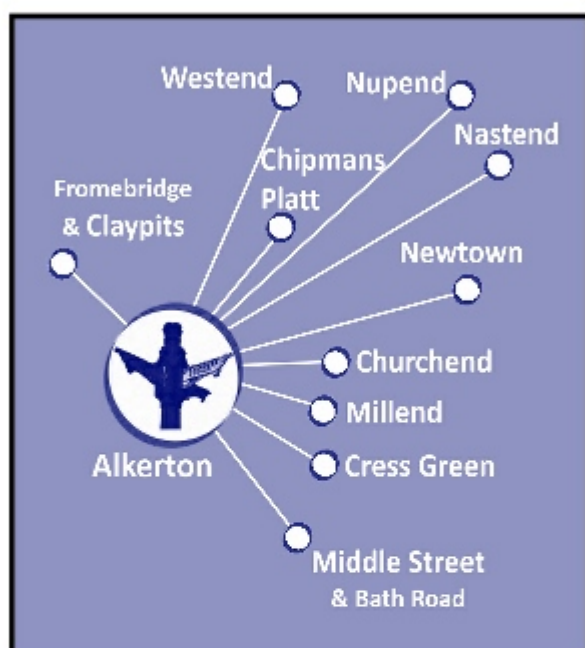 Westend
Nupend
Nastend
Chipmans
Platt
Fromebridge
& Claypits
Newtown
Churchend
Millend
Alkerton
Cress Green
Middle Street
& Bath Road